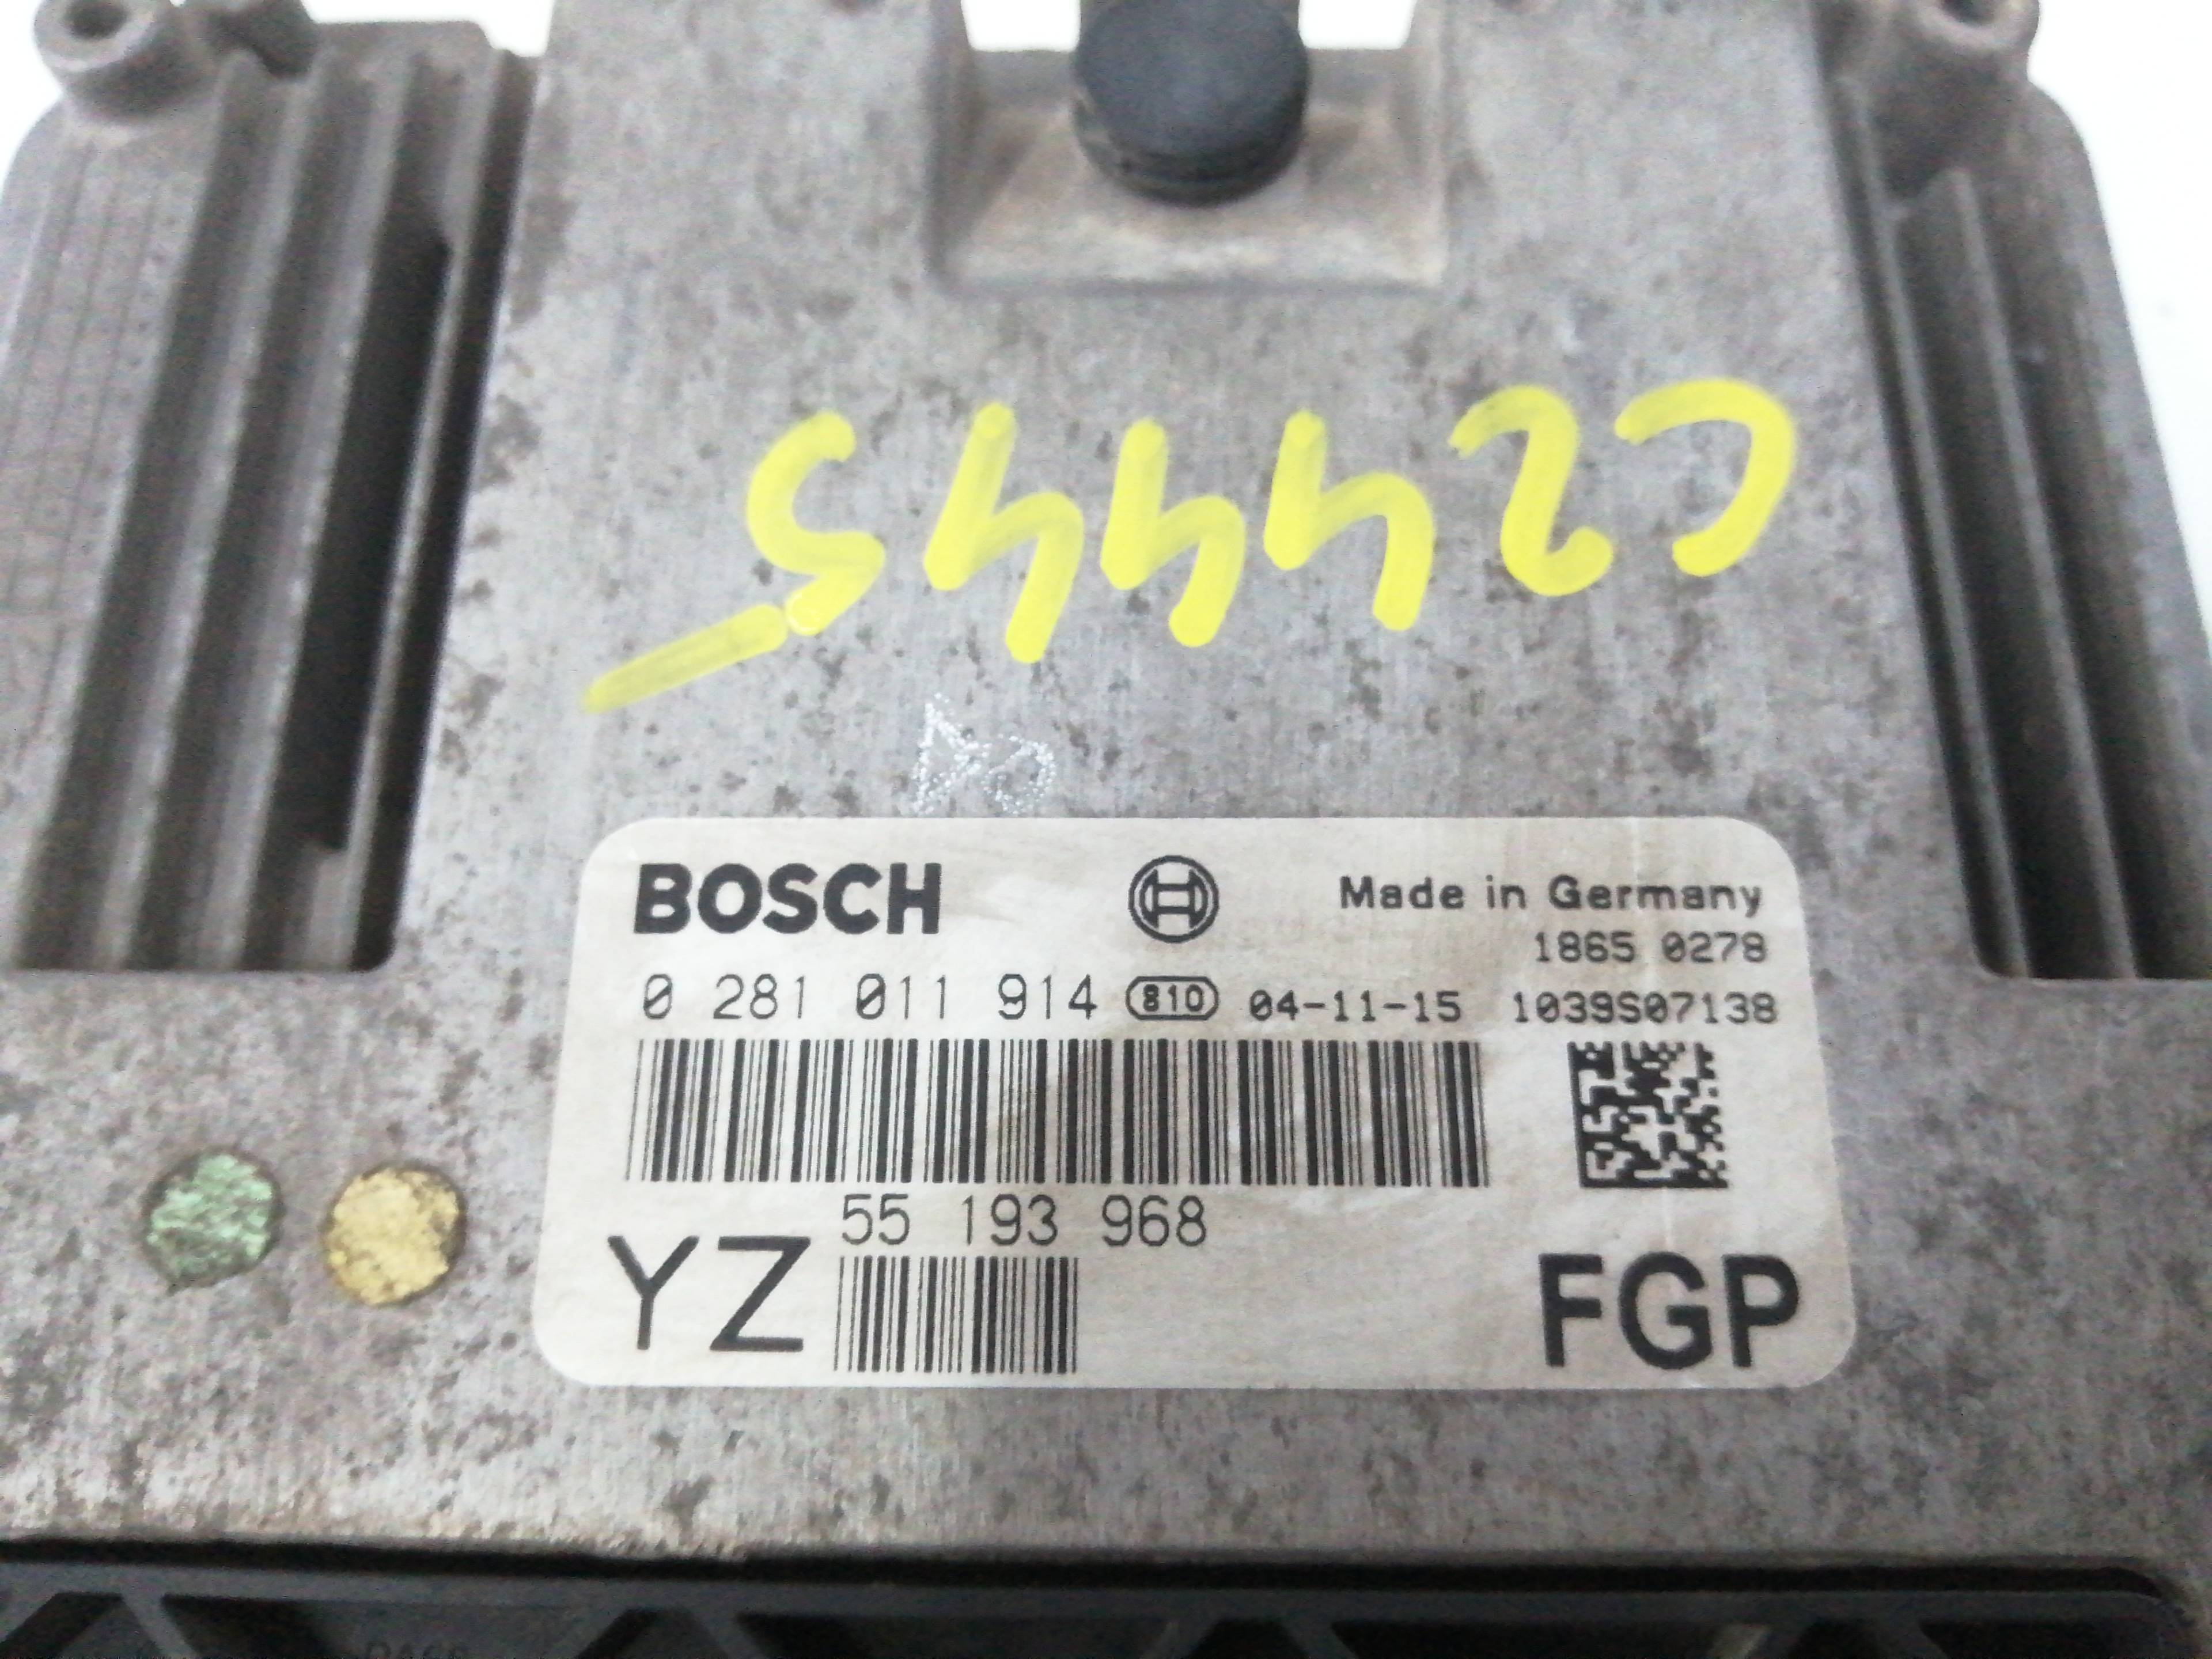 C24445
BOSCH
Made in Germany
1865 0278
0 281 011 914 810 04-11-15 1039S07138
55 193 968
YZ
FGP